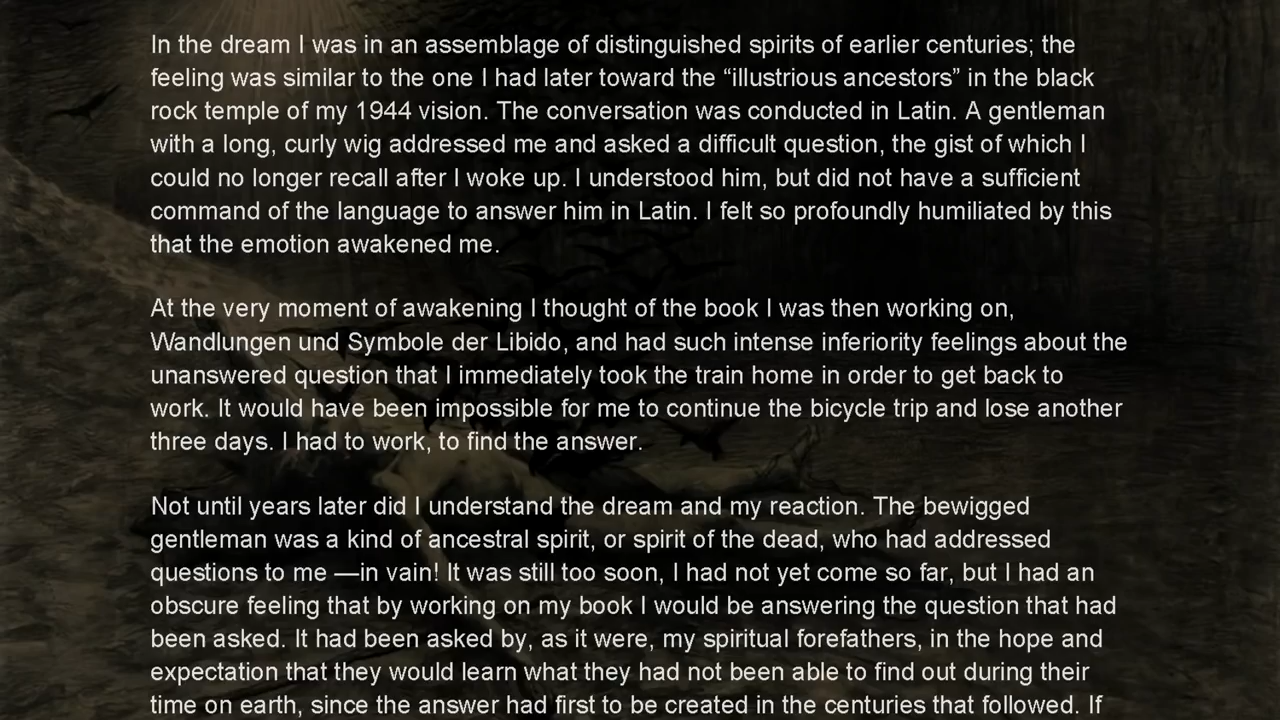 In the dream I was in an assemblage of distinguished spirits of earlier centuries; the
feeling was similar to the one I had later toward the “illustrious ancestors” in the black
rock temple of my 1944 vision. The conversation was conducted in Latin. A gentleman
with a long, curly wig addressed me and asked a difficult question, the gist of which I
could no longer recall after I woke up. I understood him, but did not have a sufficient
command of the language to answer him in Latin. I felt so profoundly humiliated by this
that the emotion awakened me.
At the very moment of awakening I thought of the book I was then working on,
Wandlungen und Symbole der Libido, and had such intense inferiority feelings about the
unanswered question that I immediately took the train home in order to get back to
work. It would have been impossible for me to continue the bicycle trip and lose another
three days. I had to work, to find the answer.
Not until years later did I understand the dream and my reaction. The bewigged
gentleman was a kind of ancestral spirit, or spirit of the dead, who had addressed
questions to me —in vain! It was still too soon, I had not yet come so far, but I had an
obscure feeling that by working on my book I would be answering the question that had
been asked. It had been asked by, as it were, my spiritual forefathers, in the hope and
expectation that they would learn what they had not been able to find out during their
time on earth, since the answer had first to be created in the centuries that followed. If